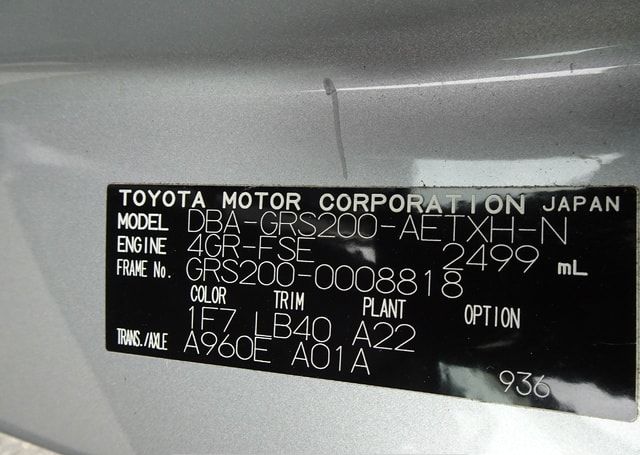 TOYOTA MOTOR CORPORATION JAPAN
MODEL DBA-GRS200-AETXH-N
ENGINE 4GR-FSE 2499 mL
FRAME No. GRS200-0008818
COLOR TRIM PLANT OPTION
1F7 LB40 A22
TRANS./AXLE A960E A01A
936